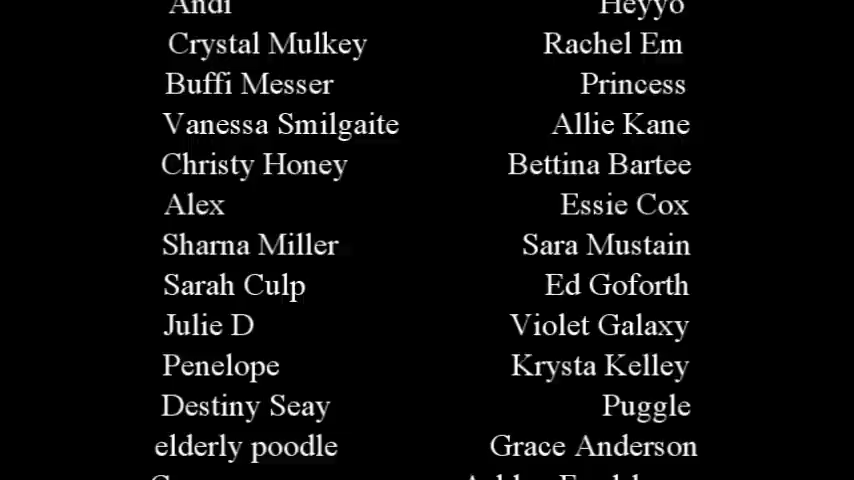 Andi Heyyo
Crystal Mulkey Rachel Em
Buffi Messer Princess
Vanessa Smilgaite Allie Kane
Christy Honey Bettina Bartee
Alex Essie Cox
Sharna Miller Sara Mustain
Sarah Culp Ed Goforth
Julie D Violet Galaxy
Penelope Krysta Kelley
Destiny Seay Puggle
elderly poodle Grace Anderson